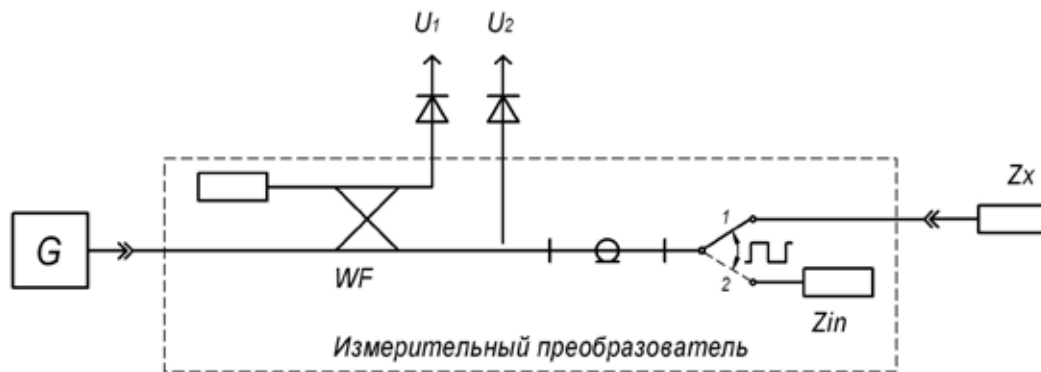 U1
U2
Zx
1
G
WF
2
Zin
Измерительный преобразователь